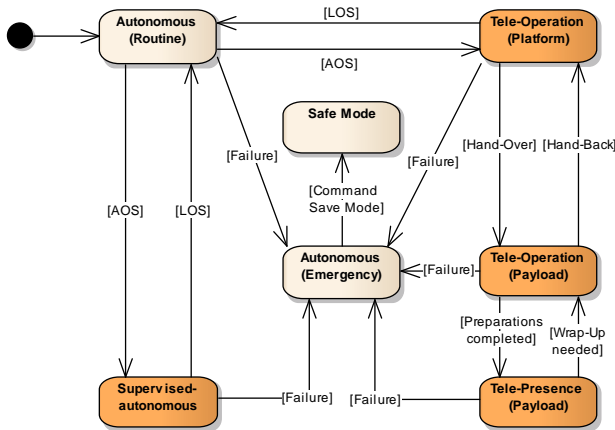 [LOS]
Autonomous
(Routine)
Tele-Operation
(Platform)
[AOS]
Safe Mode
[Failure]
[Failure]
[Hand-Over]
[Hand-Back]
[Command
Save Mode]
[AOS]
[LOS]
Autonomous
(Emergency)
Tele-Operation
(Payload)
[Failure]
[Preparations
completed]
[Wrap-Up
needed]
Supervised-
autonomous
[Failure]
[Failure]
Tele-Presence
(Payload)